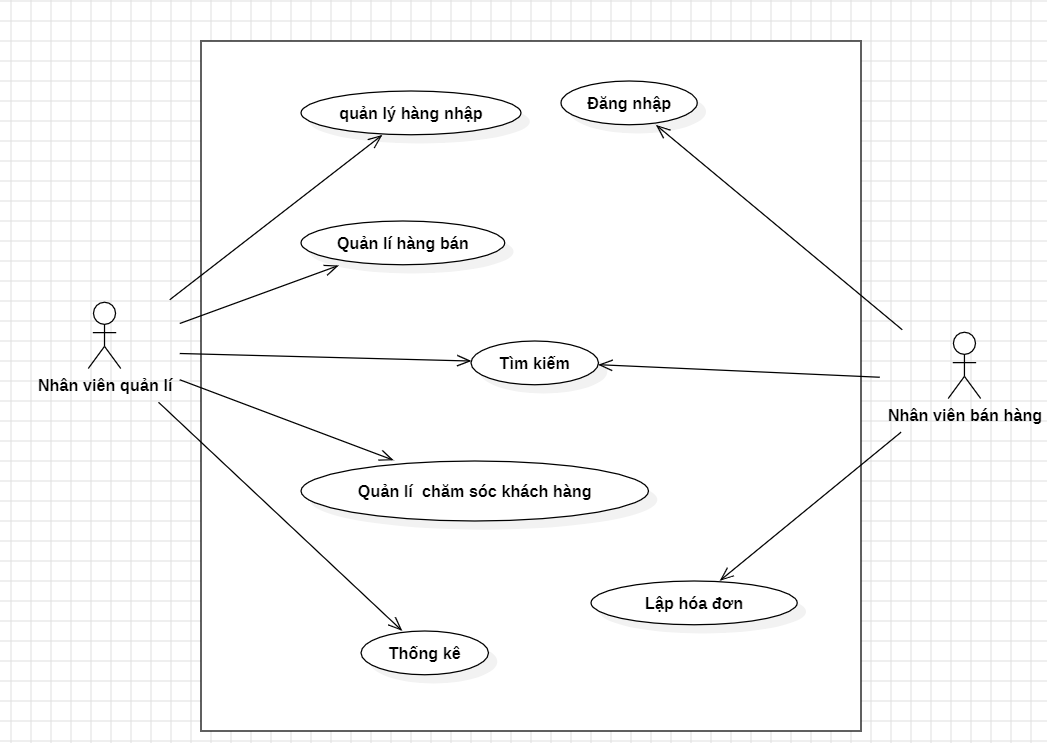 quản lý hàng nhập
Đăng nhập
Quản lí hàng bán
Tìm kiếm
Nhân viên quản lí
Nhân viên bán hàng
Quản lí  chăm sóc khách hàng
Lập hóa đơn
Thống kê